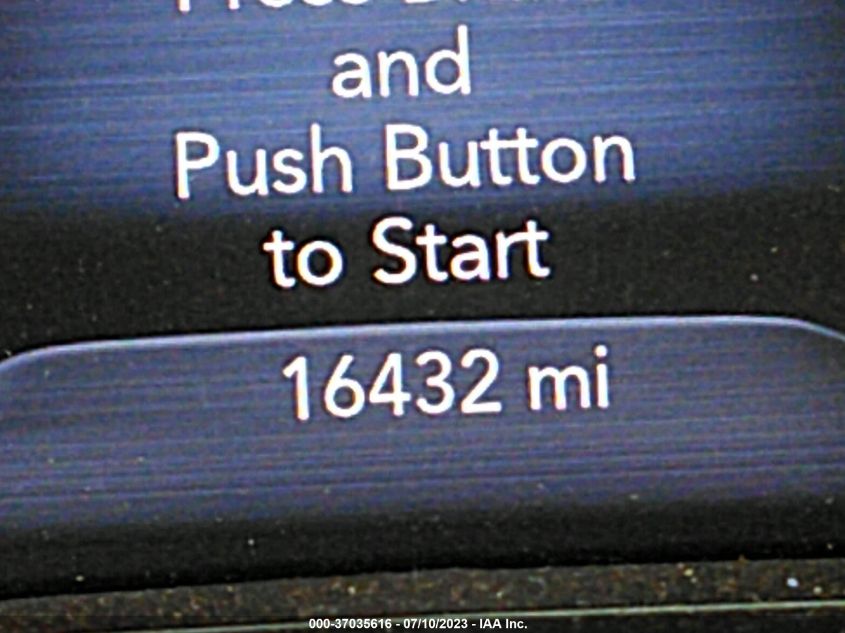 and
Push Button
to Start
16432 mi
000-37035616 - 07/10/2023 - IAA Inc.